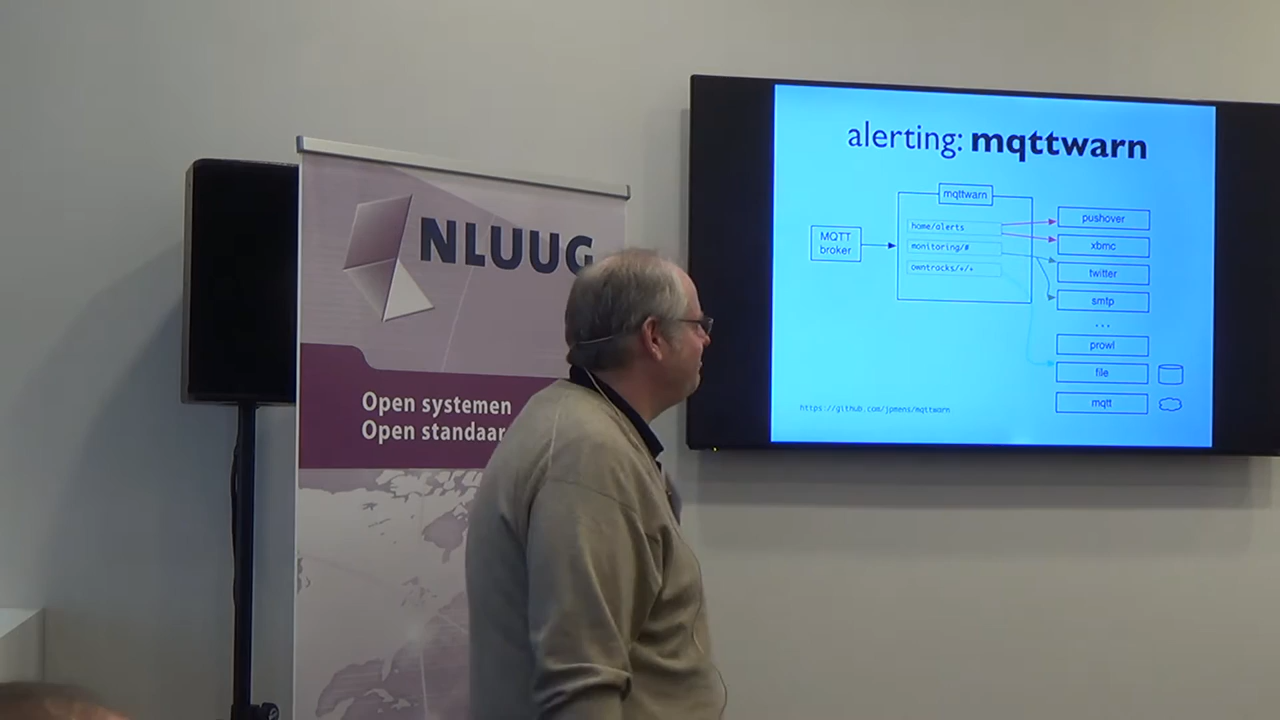 NLUUG
Open systemen
Open standaar
alerting: mqttwarn
mqttwarn
MQTT
broker
home/alerts
monitoring/#
owntracks/+/+
pushover
xbmc
twitter
smtp
...
prowl
file
mqtt
https://github.com/jpmens/mqttwarn